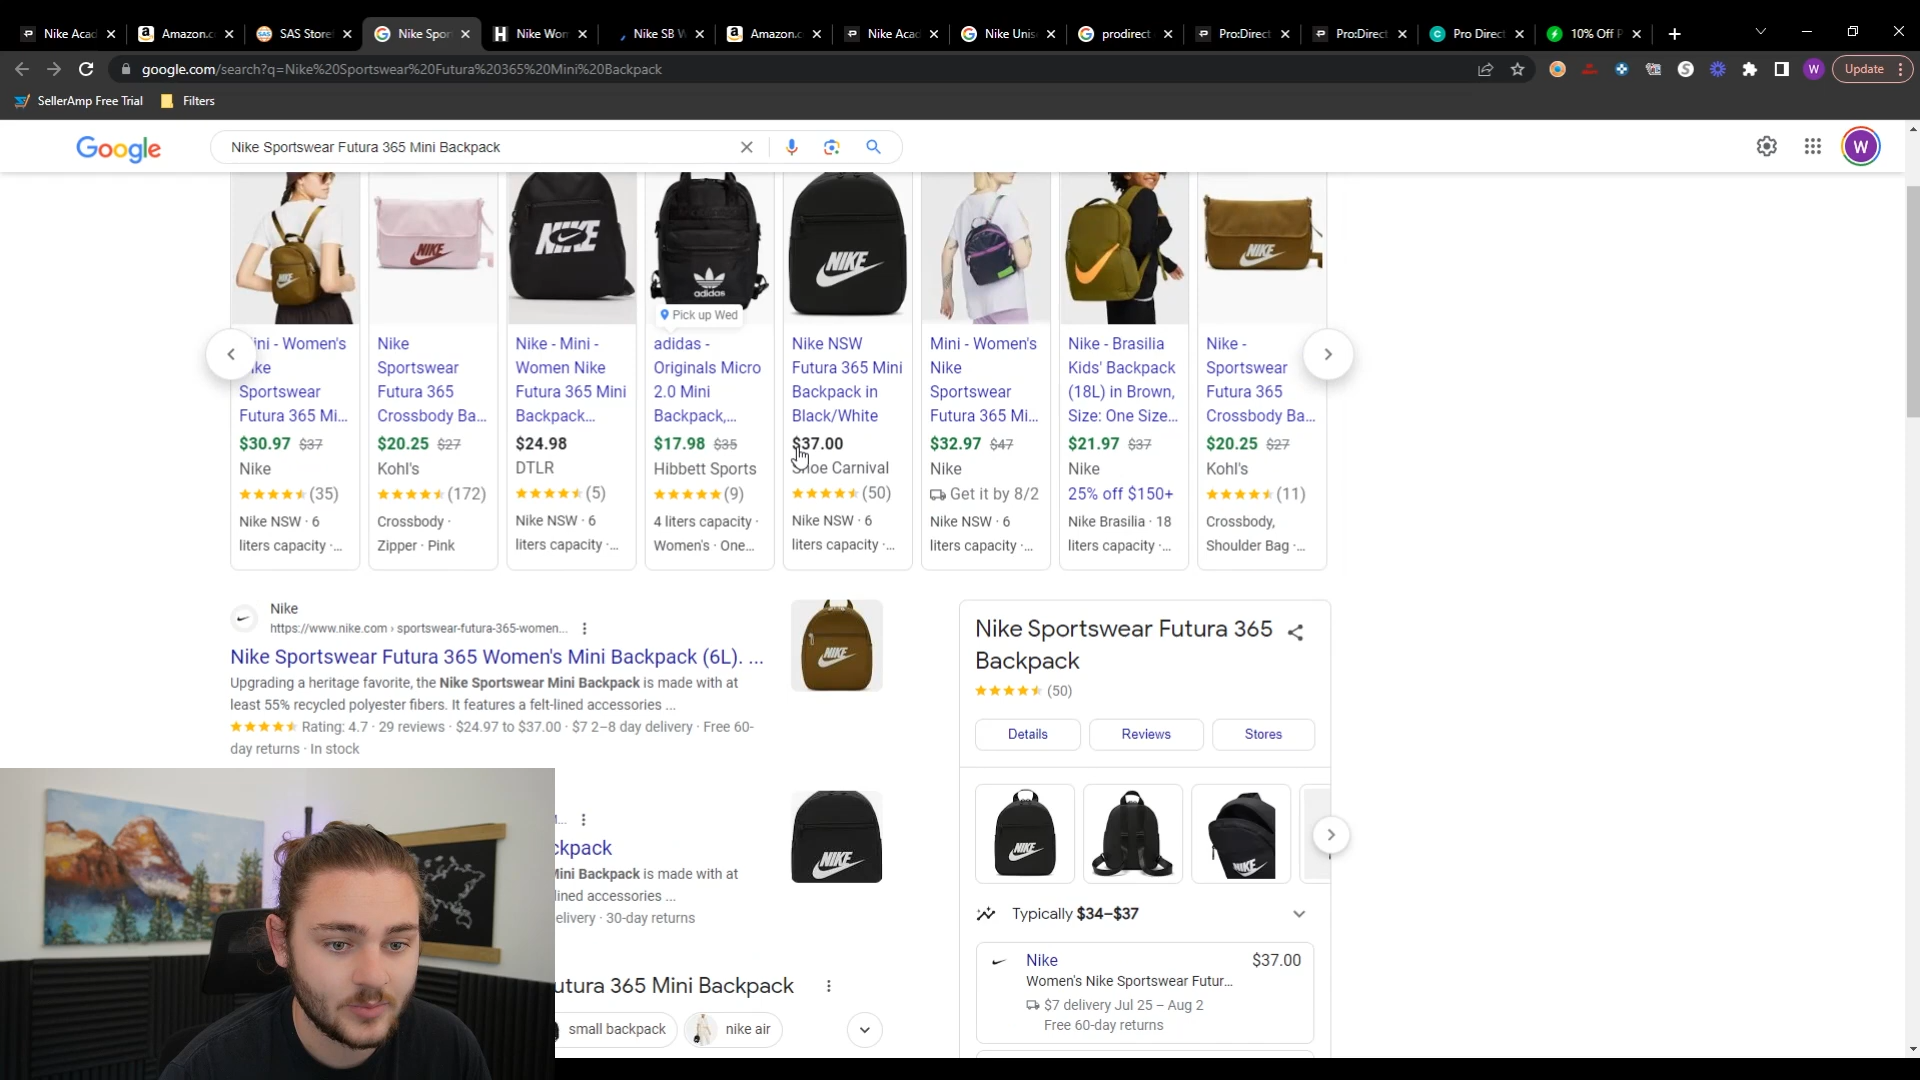 Nike Acad
Amazon.c
SAS Store
Nike Spor
Nike Wom
Nike SB W
Amazon.c
Nike Acad
Nike Unis
prodirect
Pro:Direct
Pro:Direct
Pro Direct
10% Off P
google.com/search?q=Nike%20Sportswear%20Futura%20365%20Mini%20Backpack
W
Update
SellerAmp Free Trial
Filters
Google
Nike Sportswear Futura 365 Mini Backpack
W
ini - Women's
ike
Sportswear
Futura 365 Mi...
$30.97 $37
Nike
(35)
Nike NSW · 6
liters capacity ·...
Nike
Sportswear
Futura 365
Crossbody Ba...
$20.25 $27
Kohl's
(172)
Crossbody ·
Zipper · Pink
Nike - Mini -
Women Nike
Futura 365 Mini
Backpack...
$24.98
DTLR
(5)
Nike NSW · 6
liters capacity ·...
Pick up Wed
adidas -
Originals Micro
2.0 Mini
Backpack,...
$17.98 $35
Hibbett Sports
(9)
4 liters capacity ·
Women's · One...
Nike NSW
Futura 365 Mini
Backpack in
Black/White
$37.00
Shoe Carnival
(50)
Nike NSW · 6
liters capacity ·...
Mini - Women's
Nike
Sportswear
Futura 365 Mi...
$32.97 $47
Nike
Get it by 8/2
Nike NSW · 6
liters capacity ·...
Nike - Brasilia
Kids' Backpack
(18L) in Brown,
Size: One Size...
$21.97 $37
Nike
25% off $150+
Nike Brasilia · 18
liters capacity ·...
Nike -
Sportswear
Futura 365
Crossbody Ba...
$20.25 $27
Kohl's
(11)
Crossbody,
Shoulder Bag ·...
Nike
https://www.nike.com › sportswear-futura-365-women...
Nike Sportswear Futura 365 Women's Mini Backpack (6L). ...
Upgrading a heritage favorite, the Nike Sportswear Mini Backpack is made with at
least 55% recycled polyester fibers. It features a felt-lined accessories ...
Rating: 4.7 · 29 reviews · $24.97 to $37.00 · $7 2–8 day delivery · Free 60-
day returns · In stock
ckpack
Mini Backpack is made with at
lined accessories ...
elivery · 30-day returns
utura 365 Mini Backpack
small backpack
nike air
Nike Sportswear Futura 365
Backpack
(50)
Details
Reviews
Stores
Typically $34–$37
Nike
$37.00
Women's Nike Sportswear Futur...
$7 delivery Jul 25 – Aug 2
Free 60-day returns
NIKE
NIKE
NIKE
adidas
NIKE
NIKE
NIKE
NIKE
NIKE
NIKE